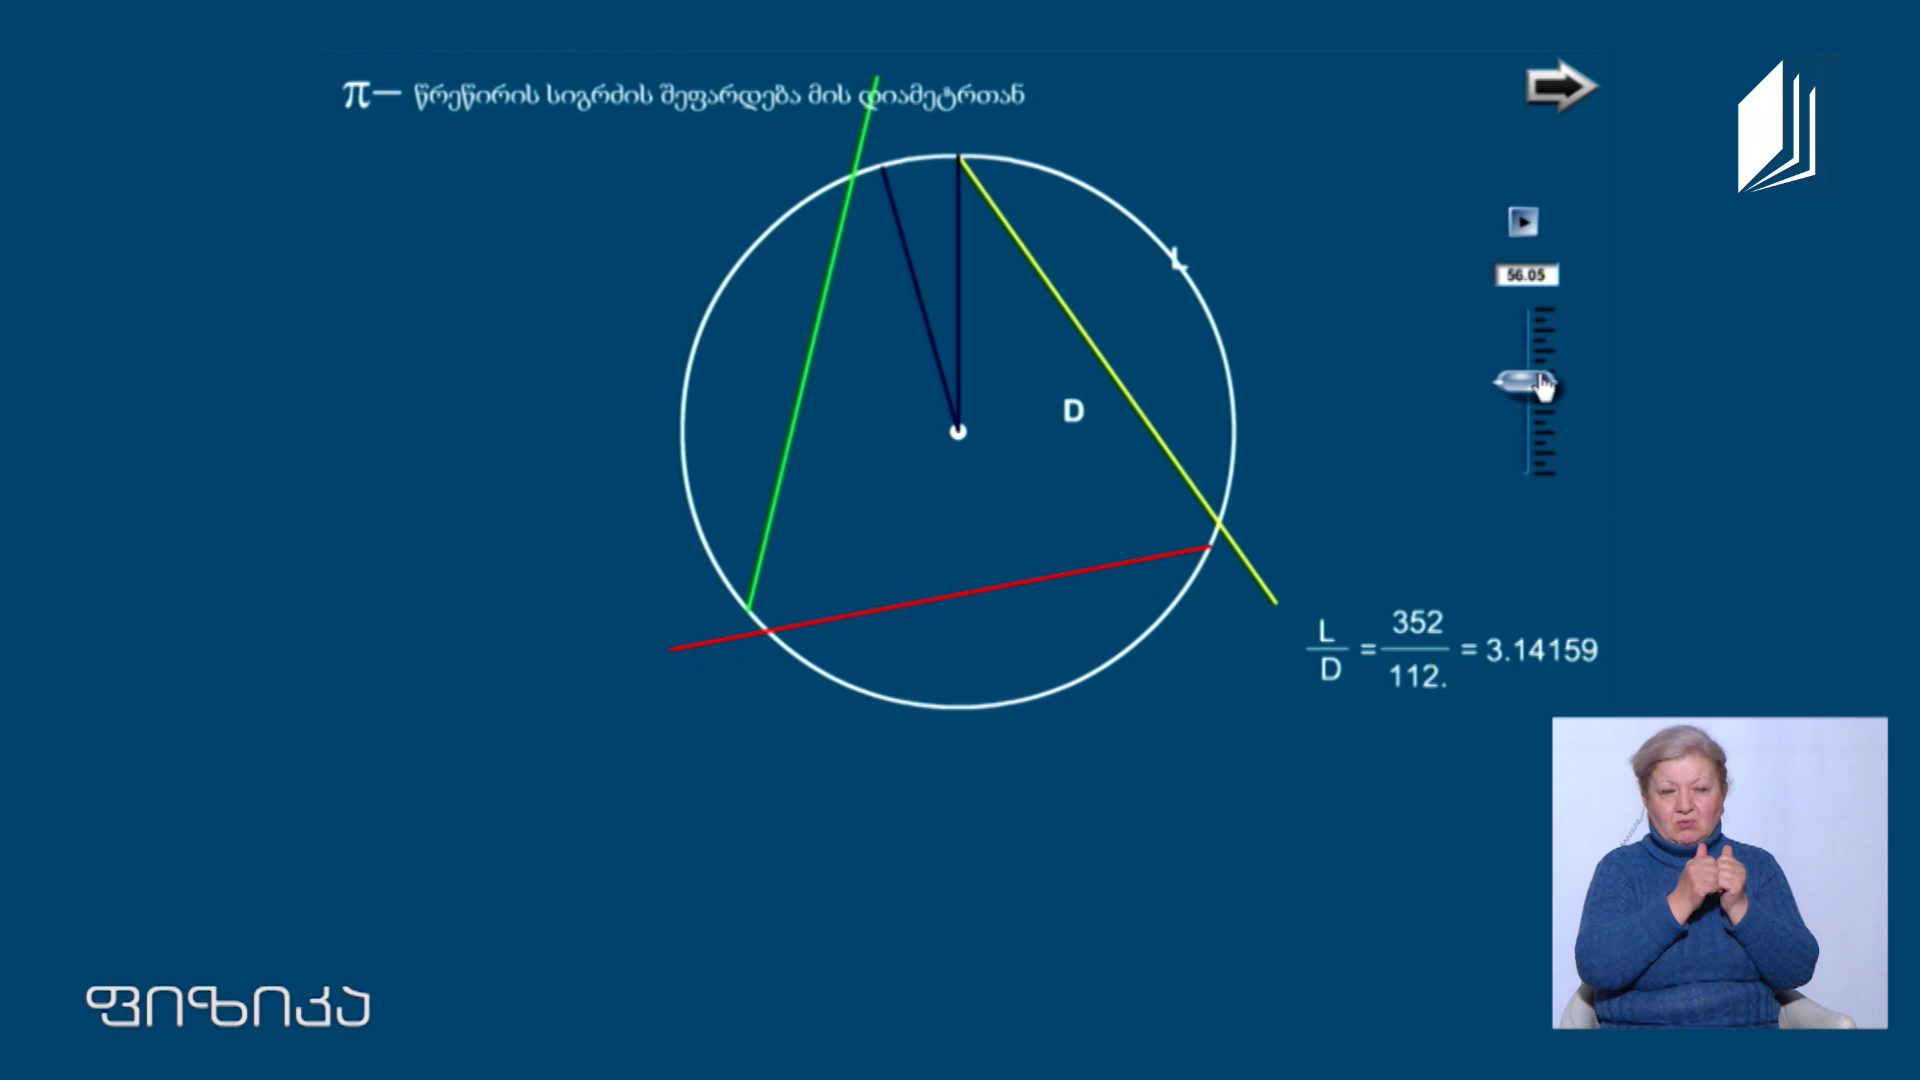 π– წრეწირის სიგრძის შეფარდება მის დიამეტრთან
L
56.05
D
L/D = 352/112. = 3.14159
ფიზიკა